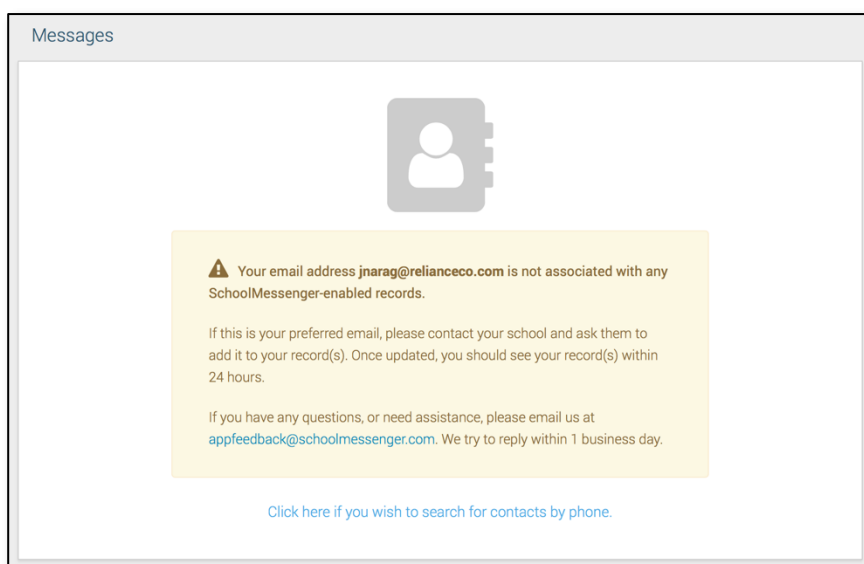 Messages
Your email address jnarag@relianceco.com is not associated with any
SchoolMessenger-enabled records.
If this is your preferred email, please contact your school and ask them to
add it to your record(s). Once updated, you should see your record(s) within
24 hours.
If you have any questions, or need assistance, please email us at
appfeedback@schoolmessenger.com. We try to reply within 1 business day.
Click here if you wish to search for contacts by phone.